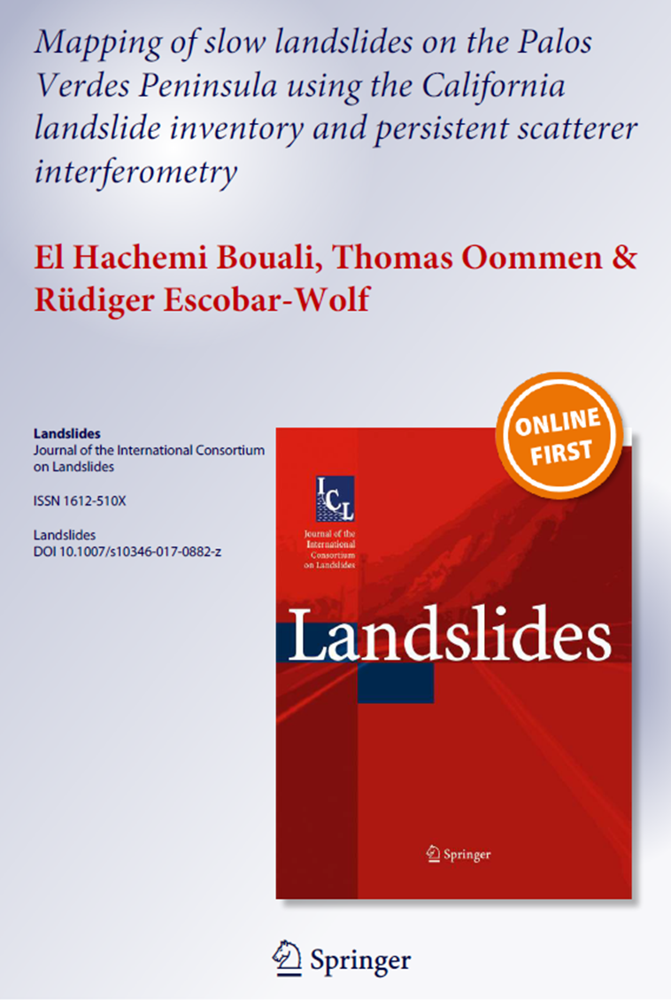 Mapping of slow landslides on the Palos
Verdes Peninsula using the California
landslide inventory and persistent scatterer
interferometry
El Hachemi Bouali, Thomas Oommen &
Rüdiger Escobar-Wolf
Landslides
Journal of the International Consortium
on Landslides
ISSN 1612-510X
Landslides
DOI 10.1007/s10346-017-0882-z
ONLINE
FIRST
ICL
Journal of the
International
Consortium
on Landslides
Landslides
Springer
Springer